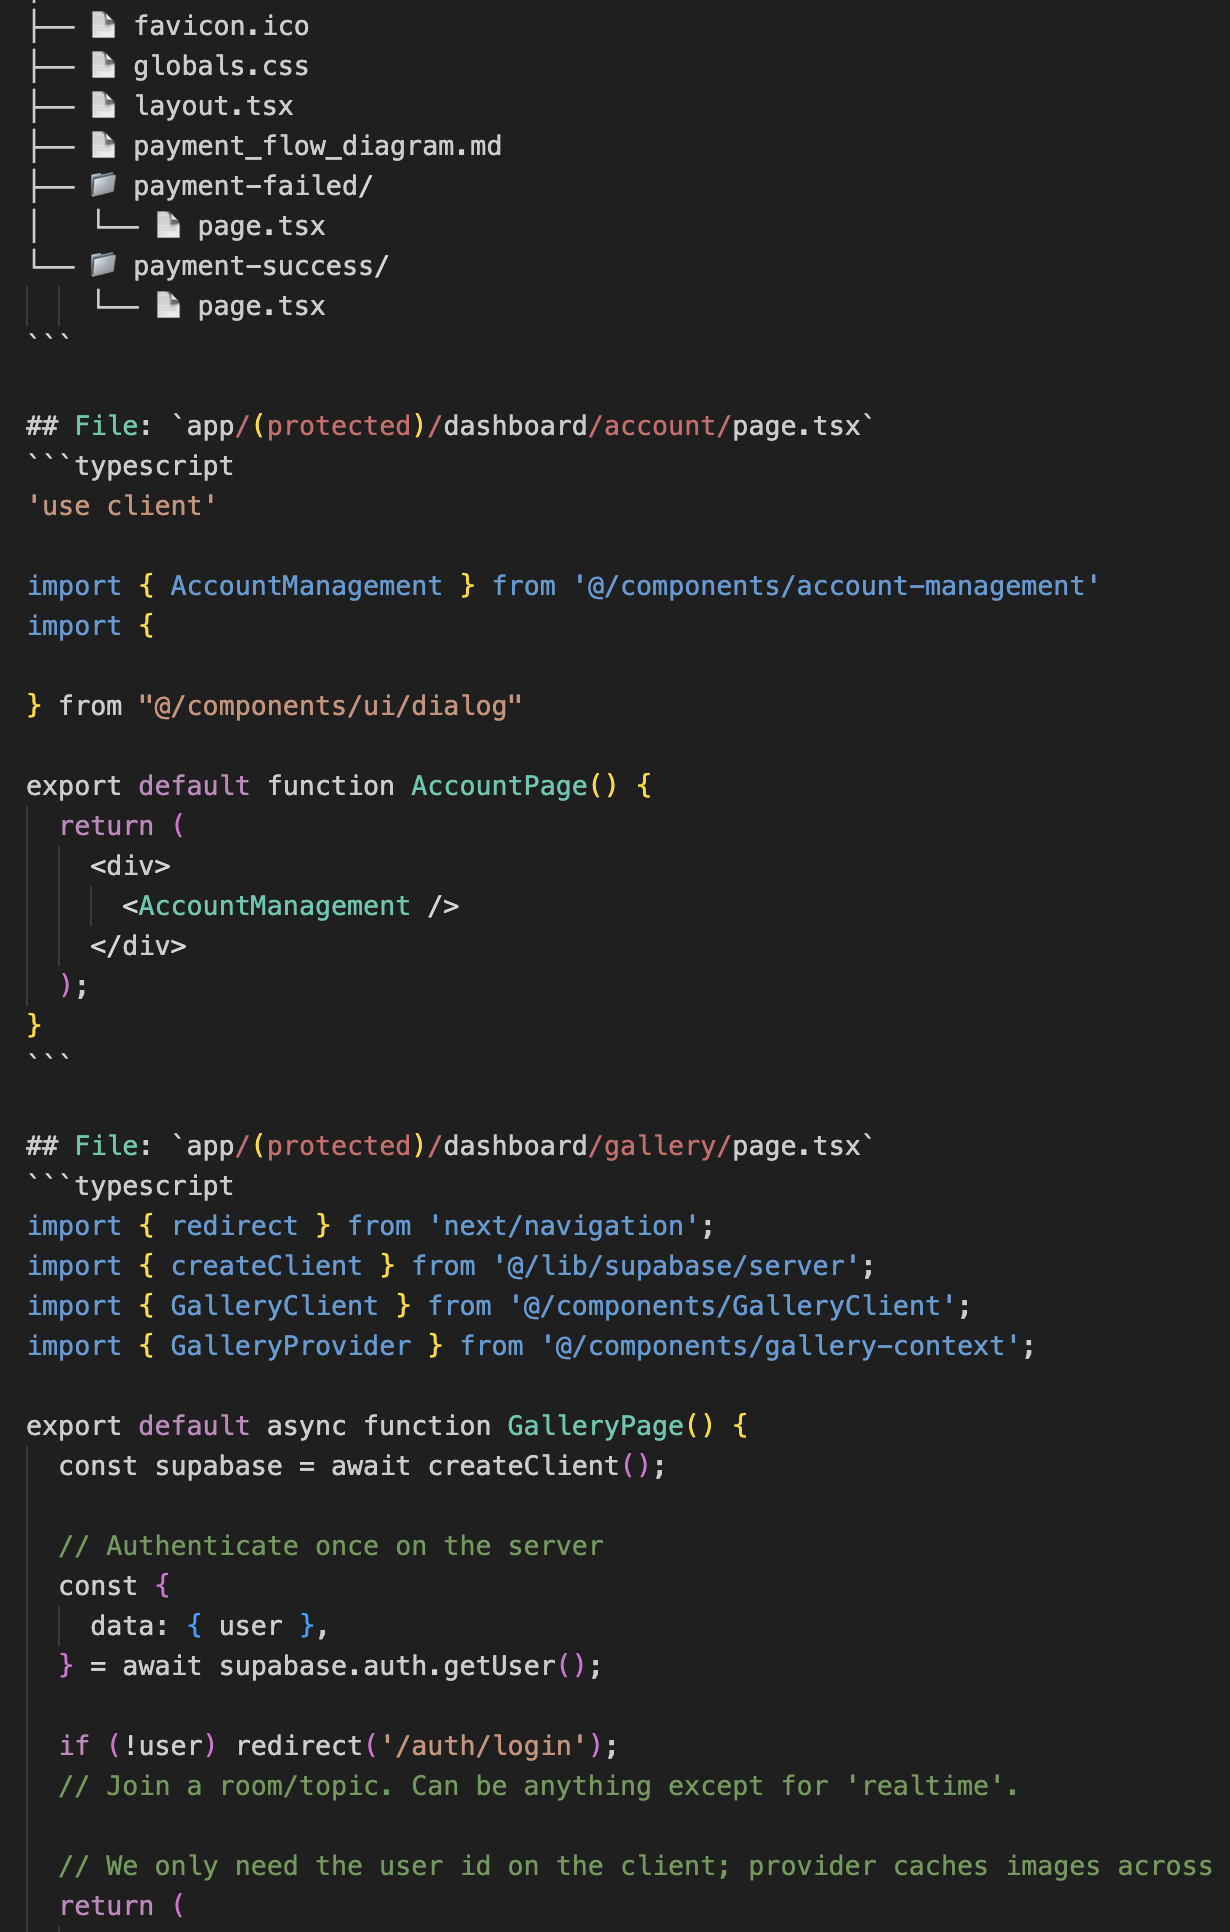 ├── 📄 favicon.ico
├── 📄 globals.css
├── 📄 layout.tsx
├── 📄 payment_flow_diagram.md
├── 📁 payment-failed/
│   └── 📄 page.tsx
└── 📁 payment-success/
    └── 📄 page.tsx
```

## File: `app/(protected)/dashboard/account/page.tsx`
```typescript
'use client'

import { AccountManagement } from '@/components/account-management'
import {

} from "@/components/ui/dialog"

export default function AccountPage() {
  return (
    <div>
      <AccountManagement />
    </div>
  );
}
```

## File: `app/(protected)/dashboard/gallery/page.tsx`
```typescript
import { redirect } from 'next/navigation';
import { createClient } from '@/lib/supabase/server';
import { GalleryClient } from '@/components/GalleryClient';
import { GalleryProvider } from '@/components/gallery-context';

export default async function GalleryPage() {
  const supabase = await createClient();

  // Authenticate once on the server
  const {
    data: { user },
  } = await supabase.auth.getUser();

  if (!user) redirect('/auth/login');
  // Join a room/topic. Can be anything except for 'realtime'.

  // We only need the user id on the client; provider caches images across
  return (